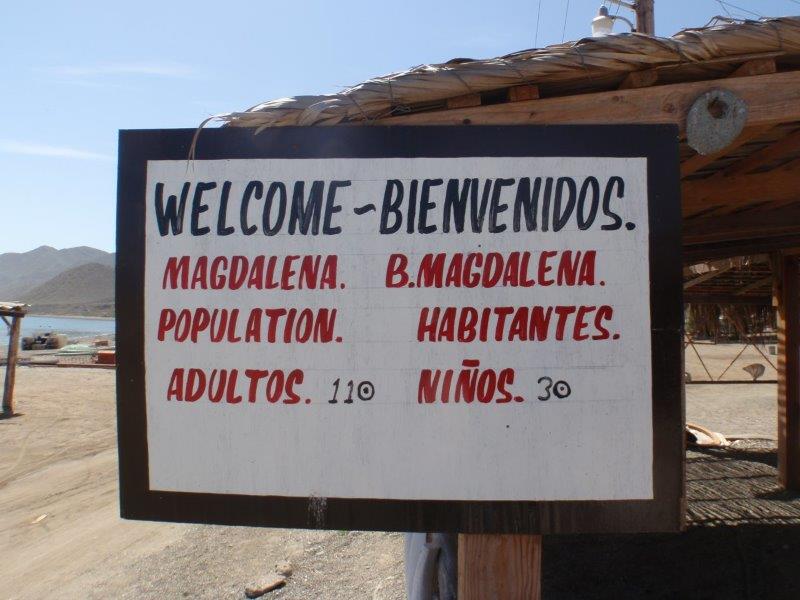 WELCOME~BIENVENIDOS.
MAGDALENA. B.MAGDALENA.
POPULATION. HABITANTES.
ADULTOS. 110 NIÑOS. 30